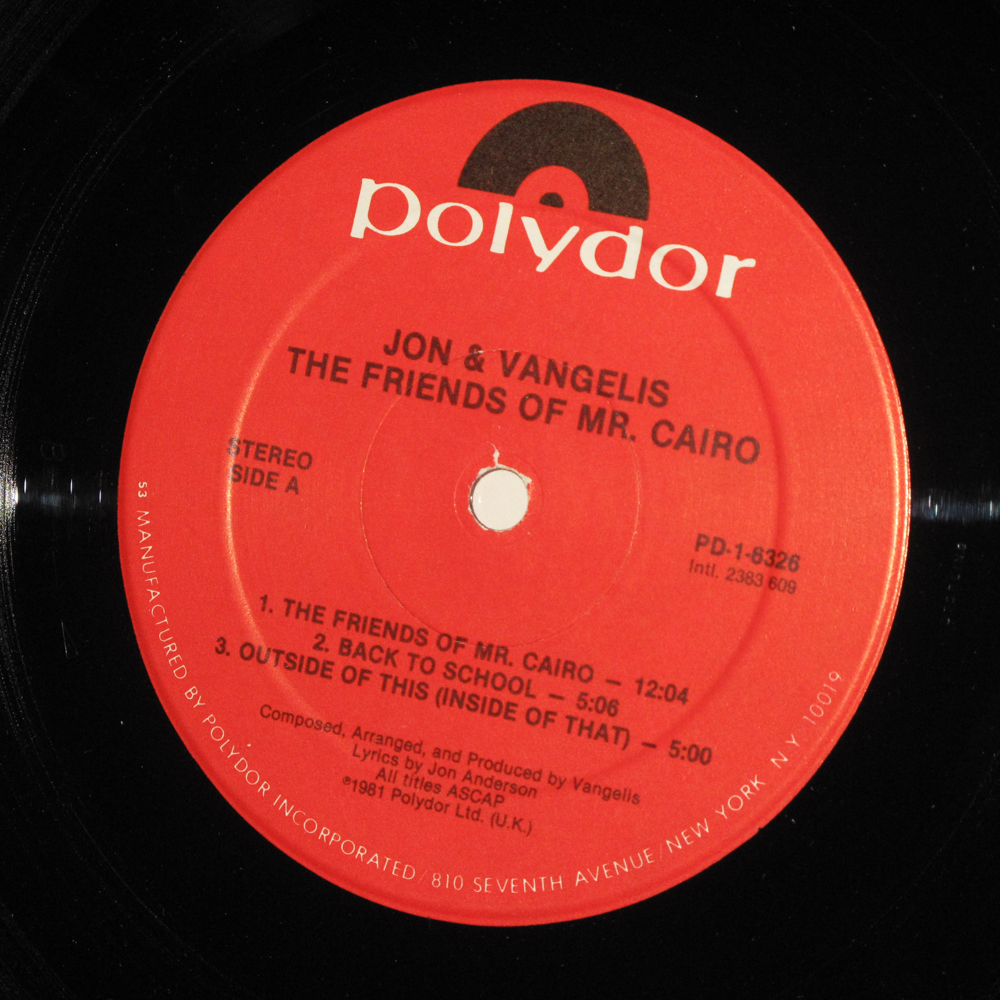 polydor
JON & VANGELIS
THE FRIENDS OF MR. CAIRO
STEREO
SIDE A
PD-1-6326
Intl. 2383 609
1. THE FRIENDS OF MR. CAIRO — 12:04
2. BACK TO SCHOOL — 5:06
3. OUTSIDE OF THIS (INSIDE OF THAT) — 5:00
Composed, Arranged, and Produced by Vangelis
Lyrics by Jon Anderson
All titles ASCAP
℗1981 Polydor Ltd. (U.K.)
53 MANUFACTURED BY POLYDOR INCORPORATED / 810 SEVENTH AVENUE / NEW YORK N.Y. 10019